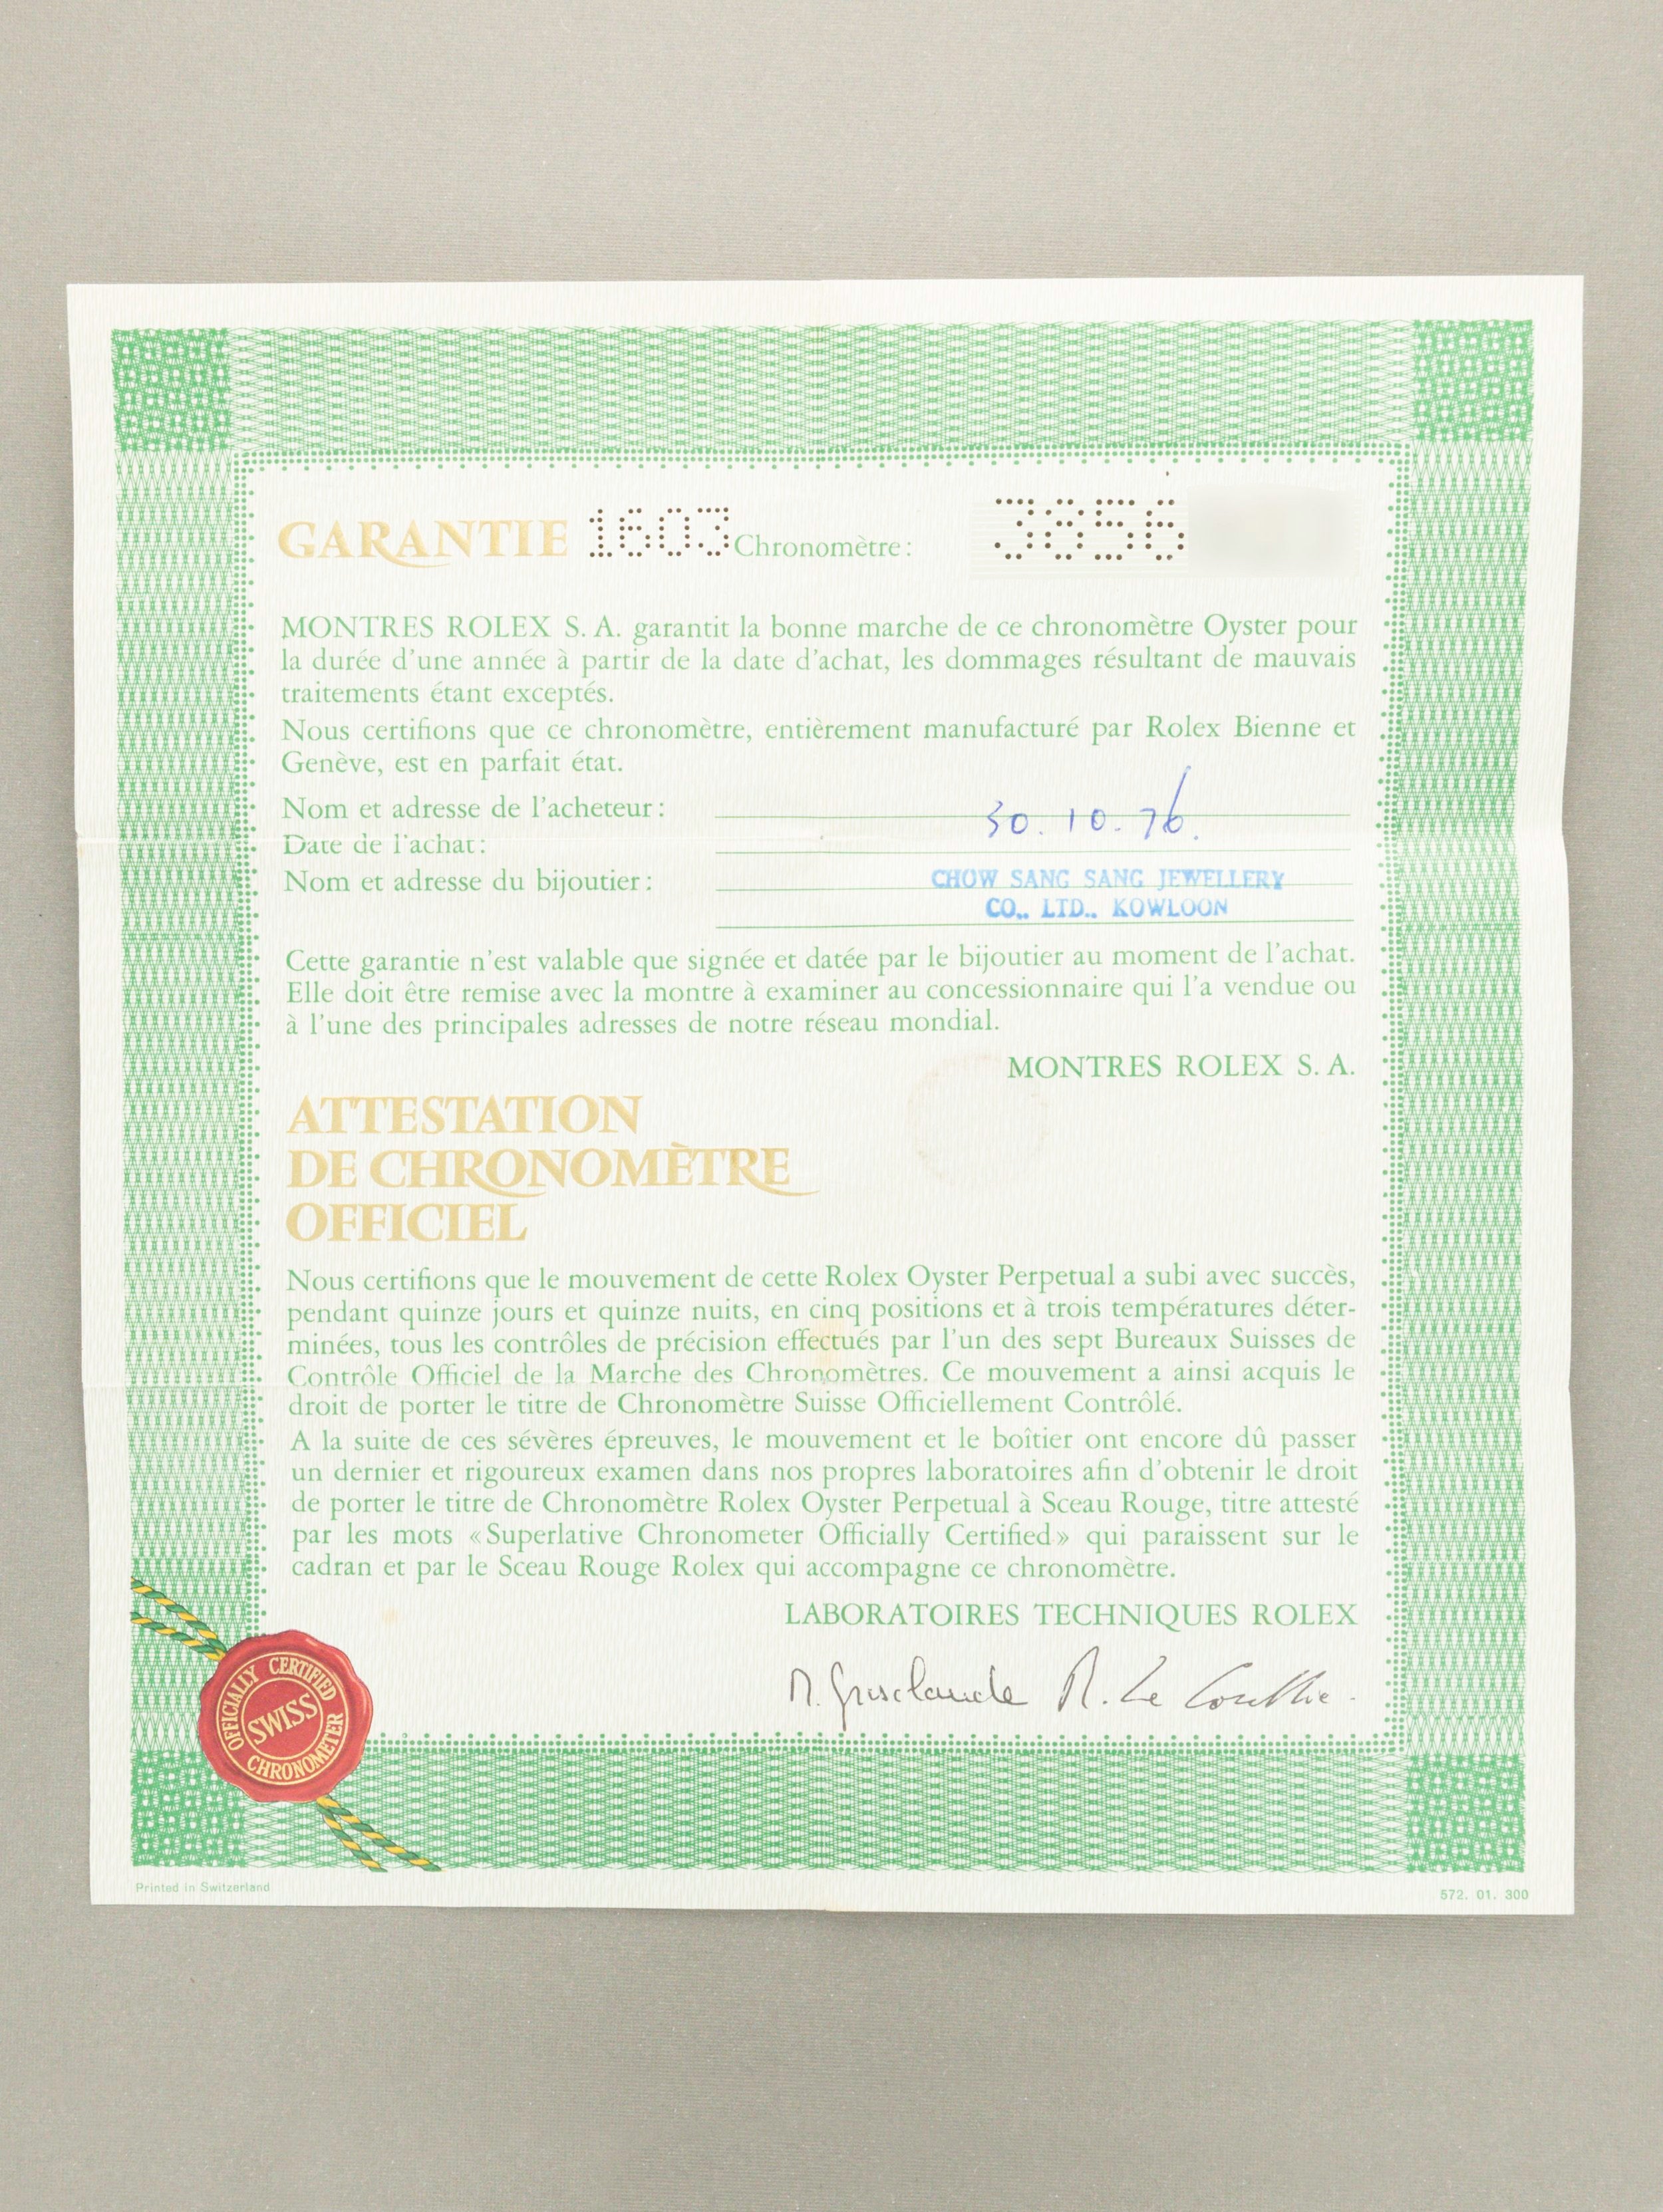 GARANTIE 1603 Chronomètre: 3856
MONTRES ROLEX S. A. garantit la bonne marche de ce chronomètre Oyster pour
la durée d'une année à partir de la date d'achat, les dommages résultant de mauvais
traitements étant exceptés.
Nous certifions que ce chronomètre, entièrement manufacturé par Rolex Bienne et
Genève, est en parfait état.
Nom et adresse de l'acheteur:
30. 10. 76.
Date de l'achat:
Nom et adresse du bijoutier: CHOW SANG SANG JEWELLERY
CO., LTD., KOWLOON
Cette garantie n'est valable que signée et datée par le bijoutier au moment de l'achat.
Elle doit être remise avec la montre à examiner au concessionnaire qui l'a vendue ou
à l'une des principales adresses de notre réseau mondial.
MONTRES ROLEX S. A.
ATTESTATION
DE CHRONOMÈTRE
OFFICIEL
Nous certifions que le mouvement de cette Rolex Oyster Perpetual a subi avec succès,
pendant quinze jours et quinze nuits, en cinq positions et à trois températures déter-
minées, tous les contrôles de précision effectués par l'un des sept Bureaux Suisses de
Contrôle Officiel de la Marche des Chronomètres. Ce mouvement a ainsi acquis le
droit de porter le titre de Chronomètre Suisse Officiellement Contrôlé.
A la suite de ces sévères épreuves, le mouvement et le boîtier ont encore dû passer
un dernier et rigoureux examen dans nos propres laboratoires afin d'obtenir le droit
de porter le titre de Chronomètre Rolex Oyster Perpetual à Sceau Rouge, titre attesté
par les mots «Superlative Chronometer Officially Certified» qui paraissent sur le
cadran et par le Sceau Rouge Rolex qui accompagne ce chronomètre.
LABORATOIRES TECHNIQUES ROLEX
OFFICIALLY CERTIFIED
SWISS
CHRONOMETER
Printed in Switzerland
572. 01. 300